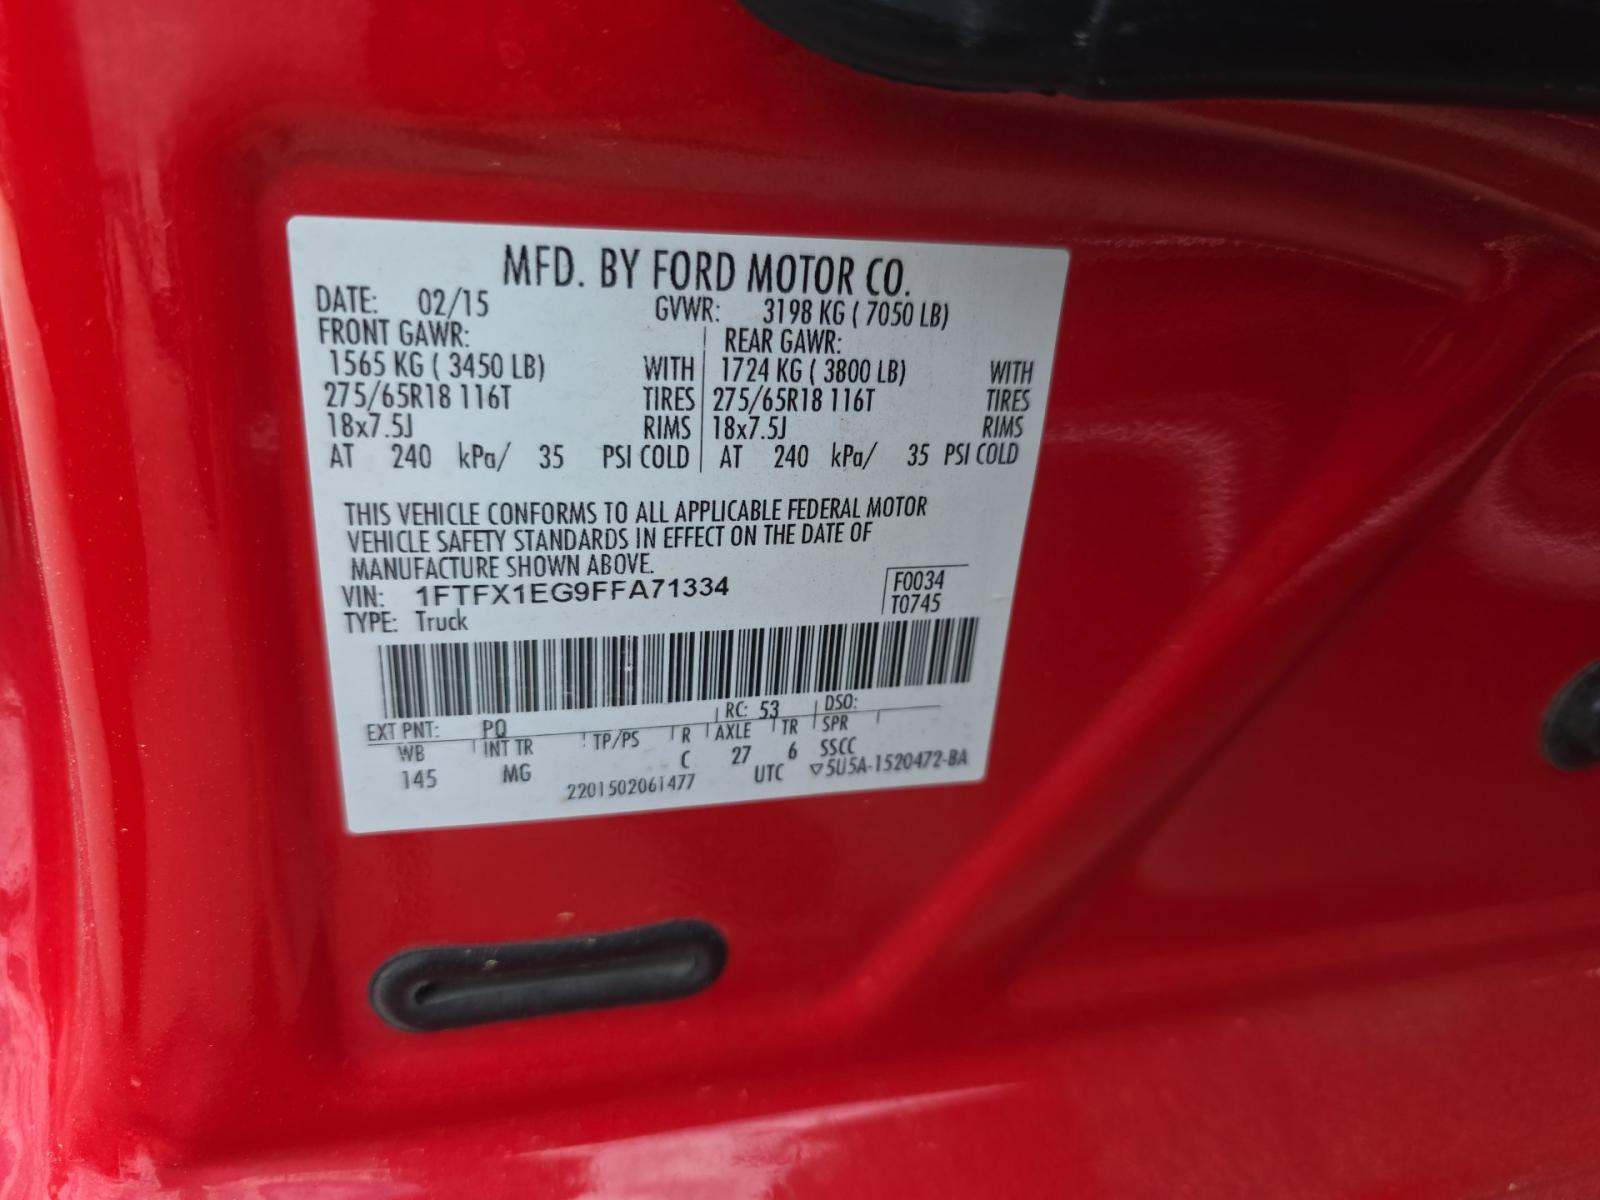 MFD. BY FORD MOTOR CO.
DATE: 02/15 GVWR: 3198 KG ( 7050 LB)
FRONT GAWR: REAR GAWR:
1565 KG ( 3450 LB) WITH 1724 KG ( 3800 LB) WITH
275/65R18 116T TIRES 275/65R18 116T TIRES
18x7.5J RIMS 18x7.5J RIMS
AT 240 kPa/ 35 PSI COLD AT 240 kPa/ 35 PSI COLD
THIS VEHICLE CONFORMS TO ALL APPLICABLE FEDERAL MOTOR
VEHICLE SAFETY STANDARDS IN EFFECT ON THE DATE OF
MANUFACTURE SHOWN ABOVE.
VIN: 1FTFX1EG9FFA71334 F0034
TYPE: Truck T0745
EXT PNT: PQ RC: 53 DSO:
WB INT TR TP/PS R AXLE TR SPR
145 MG C 27 6 SSCC
2201502061477 UTC ▽5U5A-1520472-BA